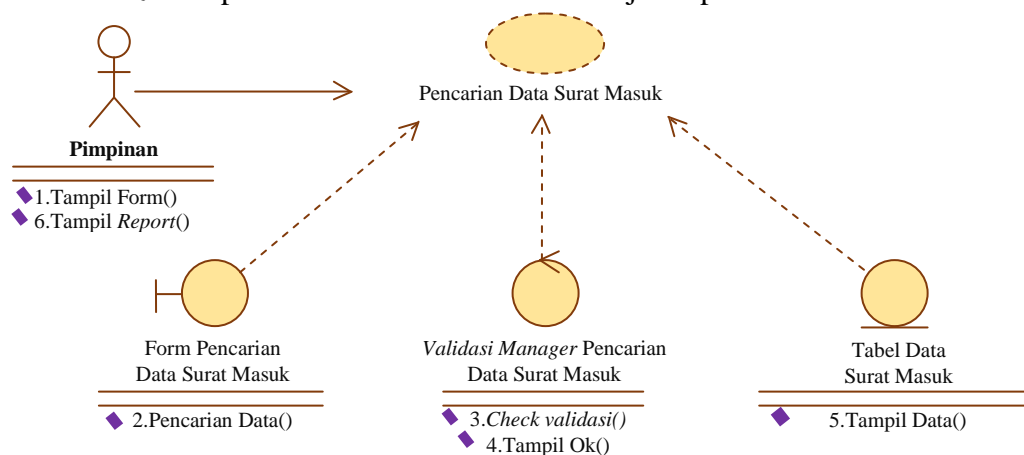 Pencarian Data Surat Masuk
Pimpinan
1.Tampil Form()
6.Tampil Report()
Form Pencarian
Data Surat Masuk
2.Pencarian Data()
Validasi Manager Pencarian
Data Surat Masuk
3.Check validasi()
4.Tampil Ok()
Tabel Data
Surat Masuk
5.Tampil Data()